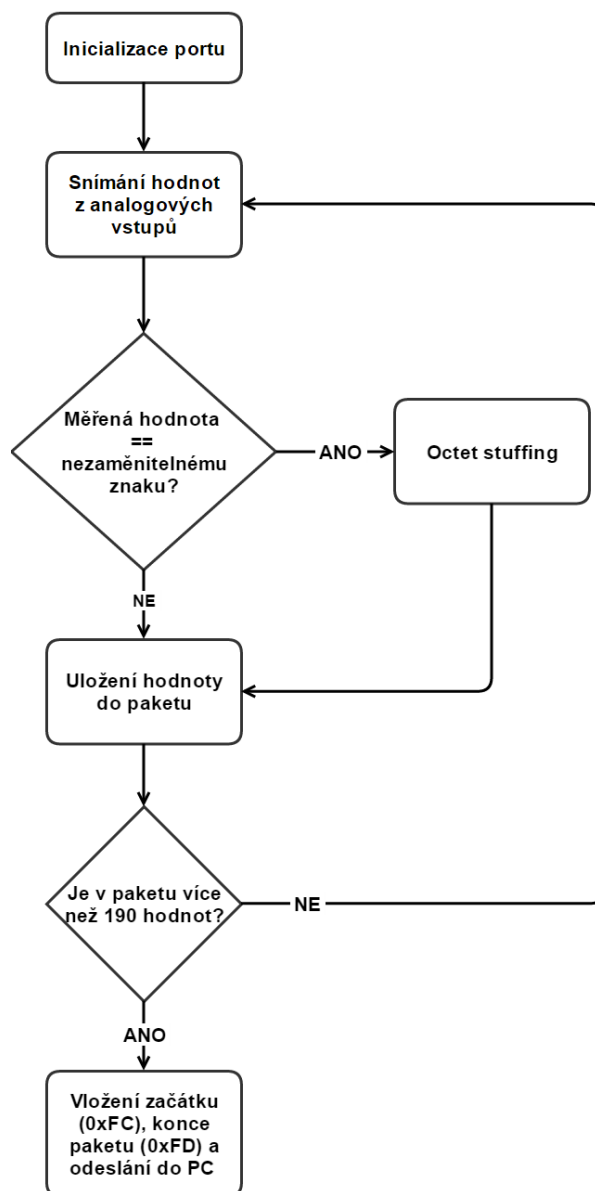 Inicializace portu
Snímání hodnot
z analogových
vstupů
Měřená hodnota
==
nezaměnitelnému
znaku?
ANO
Octet stuffing
NE
Uložení hodnoty
do paketu
Je v paketu více
než 190 hodnot?
NE
ANO
Vložení začátku
(0xFC), konce
paketu (0xFD) a
odeslání do PC